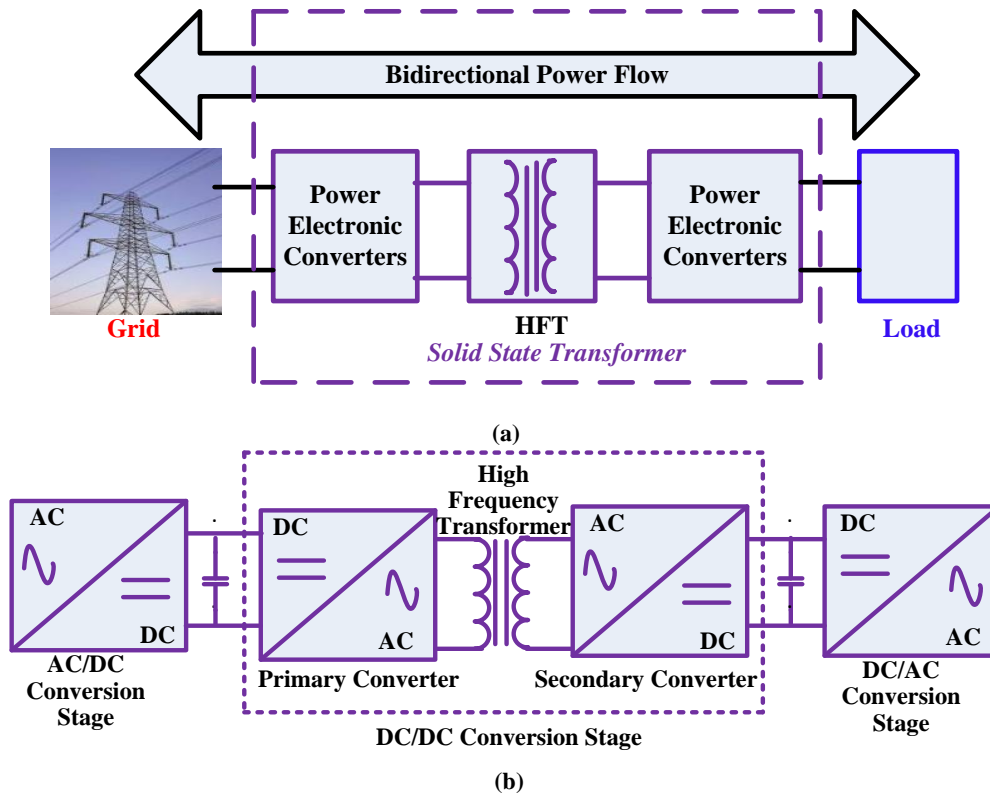 Bidirectional Power Flow
Power
Electronic
Converters
Power
Electronic
Converters
Grid
HFT
Load
Solid State Transformer
(a)
High
Frequency
Transformer
AC
DC
DC
AC
AC
DC
DC
AC
AC/DC
Conversion
Stage
Primary Converter
Secondary Converter
DC/AC
Conversion
Stage
DC/DC Conversion Stage
(b)